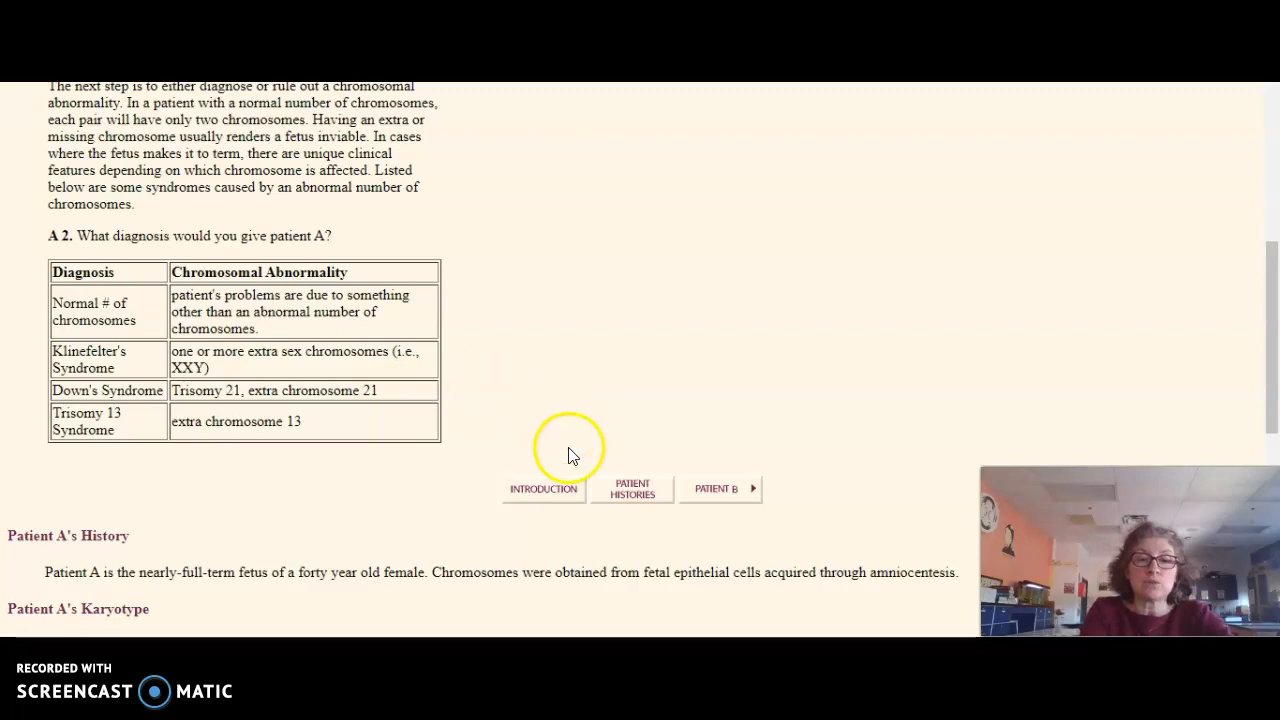 The next step is to either diagnose or rule out a chromosomal
abnormality. In a patient with a normal number of chromosomes,
each pair will have only two chromosomes. Having an extra or
missing chromosome usually renders a fetus inviable. In cases
where the fetus makes it to term, there are unique clinical
features depending on which chromosome is affected. Listed
below are some syndromes caused by an abnormal number of
chromosomes.
A 2. What diagnosis would you give patient A?
Diagnosis Chromosomal Abnormality
Normal # of
chromosomes
patient's problems are due to something
other than an abnormal number of
chromosomes.
Klinefelter's
Syndrome
one or more extra sex chromosomes (i.e.,
XXY)
Down's Syndrome Trisomy 21, extra chromosome 21
Trisomy 13
Syndrome
extra chromosome 13
INTRODUCTION
PATIENT
HISTORIES
PATIENT B
Patient A's History
Patient A is the nearly-full-term fetus of a forty year old female. Chromosomes were obtained from fetal epithelial cells acquired through amniocentesis.
Patient A's Karyotype
RECORDED WITH
SCREENCAST MATIC